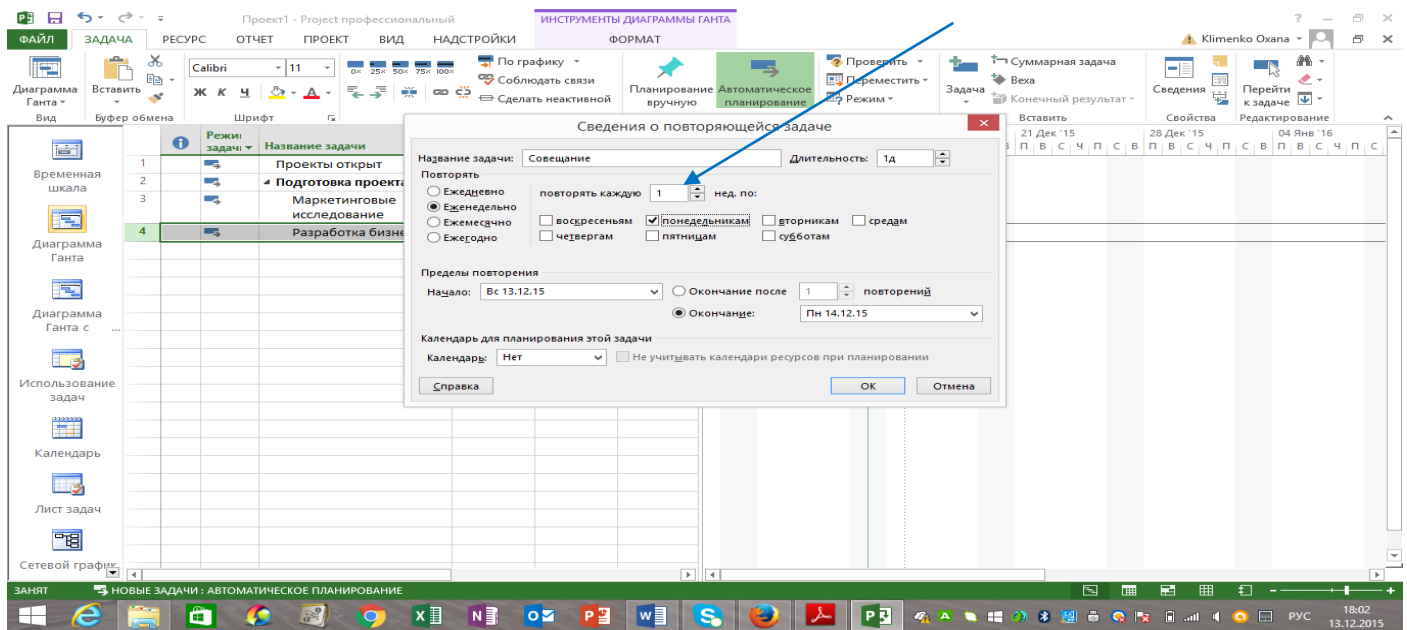 Проект1 - Project профессиональный
ИНСТРУМЕНТЫ ДИАГРАММЫ ГАНТА
ФАЙЛ ЗАДАЧА РЕСУРС ОТЧЕТ ПРОЕКТ ВИД НАДСТРОЙКИ ФОРМАТ
Klimenko Oxana
Диаграмма Ганта
Вставить
Calibri 11
Ж К Ч
0× 25× 50× 75× 100×
По графику
Соблюдать связи
Сделать неактивной
Планирование вручную
Автоматическое планирование
Проверить
Переместить
Режим
Задача
Суммарная задача
Веха
Конечный результат
Сведения
Перейти к задаче
Вид Буфер обмена Шрифт Вставить Свойства Редактирование
Режим задачи Название задачи
21 Дек '15 28 Дек '15 04 Янв '16
П В С Ч П С В П В С Ч П С В П В С Ч П С
1 Проекты открыт
2 Подготовка проекта
3 Маркетинговые исследование
4 Разработка бизне
Временная шкала
Диаграмма Ганта
Диаграмма Ганта с ...
Использование задач
Календарь
Лист задач
Сетевой график
Сведения о повторяющейся задаче
Название задачи: Совещание Длительность: 1д
Повторять
Ежедневно
Еженедельно
Ежемесячно
Ежегодно
повторять каждую 1 нед. по:
воскресеньям понедельникам вторникам средам
четвергам пятницам субботам
Пределы повторения
Начало: Вс 13.12.15 Окончание после 1 повторений
Окончание: Пн 14.12.15
Календарь для планирования этой задачи
Календарь: Нет Не учитывать календари ресурсов при планировании
Справка ОК Отмена
ЗАНЯТ НОВЫЕ ЗАДАЧИ : АВТОМАТИЧЕСКОЕ ПЛАНИРОВАНИЕ
РУС 18:02
13.12.2015